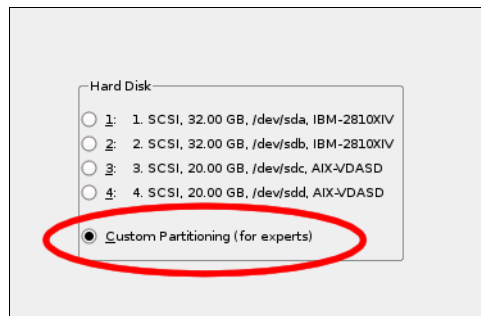 Hard Disk
1: 1. SCSI, 32.00 GB, /dev/sda, IBM-2810XIV
2: 2. SCSI, 32.00 GB, /dev/sdb, IBM-2810XIV
3: 3. SCSI, 20.00 GB, /dev/sdc, AIX-VDASD
4: 4. SCSI, 20.00 GB, /dev/sdd, AIX-VDASD
Custom Partitioning (for experts)